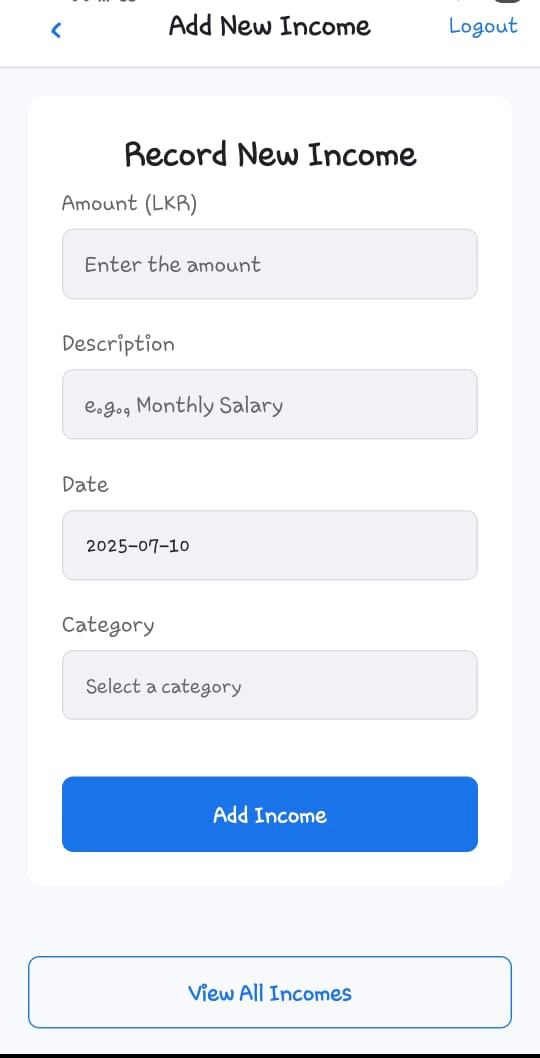 Add New Income
Logout
Record New Income
Amount (LKR)
Enter the amount
Description
e.g., Monthly Salary
Date
2025-07-10
Category
Select a category
Add Income
View All Incomes